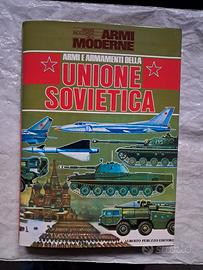 ARMI
MODERNE
ARMI E ARMAMENTI DELLA
UNIONE
SOVIETICA
ALBERTO PERUZZO EDITORE